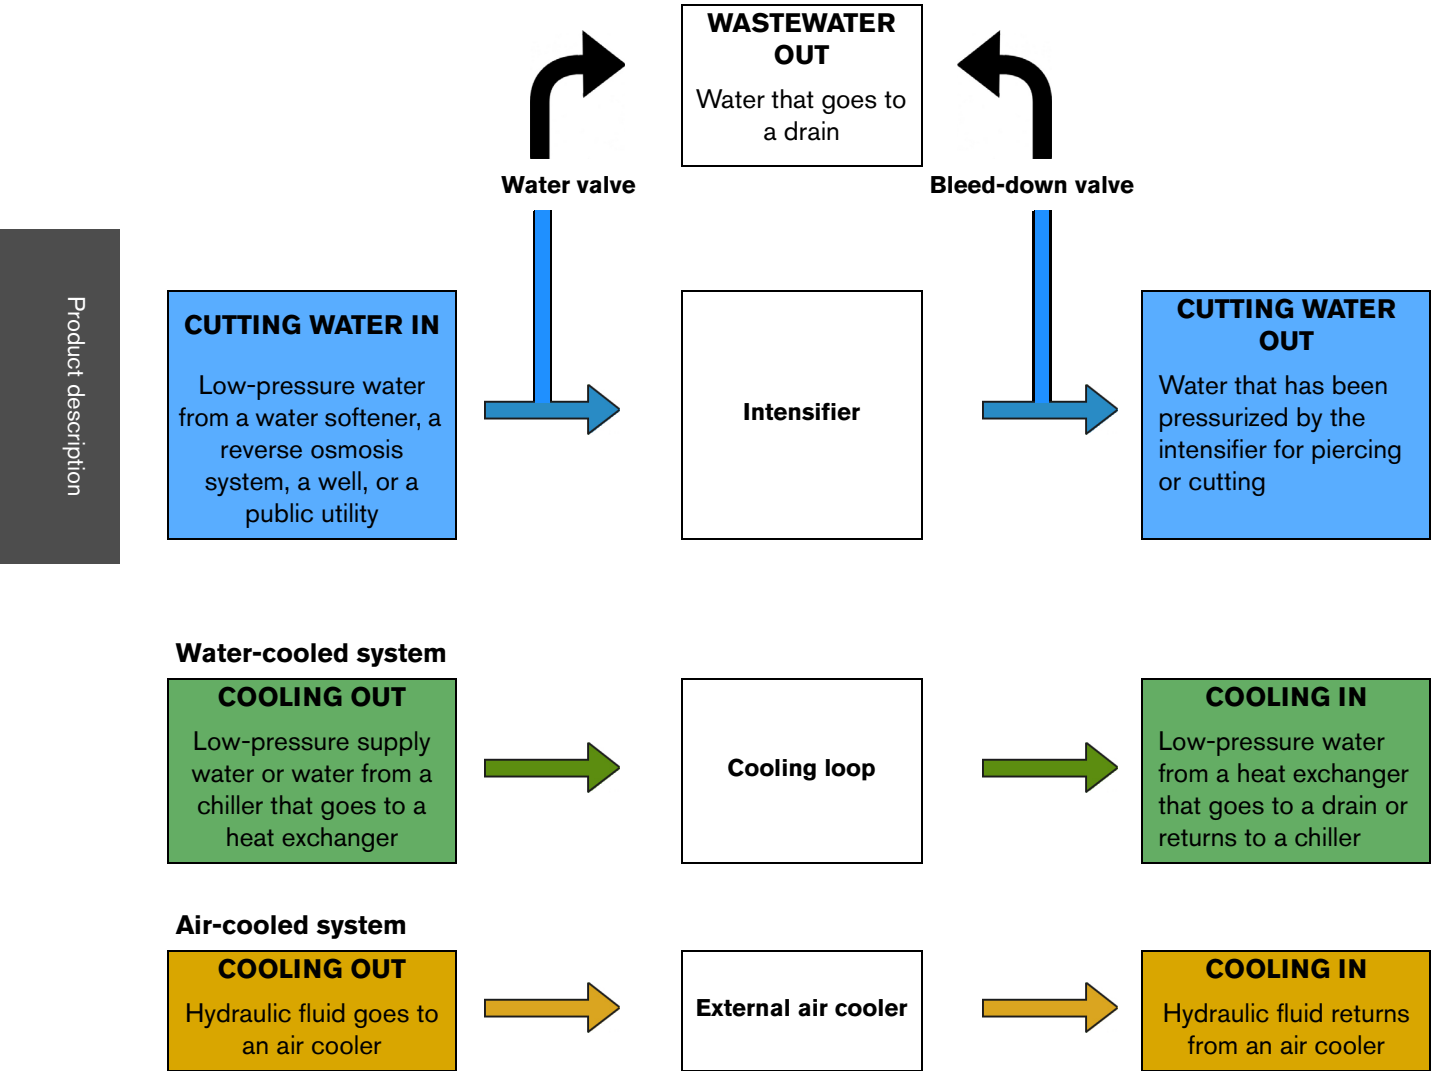 WASTEWATER
OUT
Water that goes to
a drain
Water valve
Bleed-down valve
Product description
CUTTING WATER IN
Low-pressure water
from a water softener, a
reverse osmosis
system, a well, or a
public utility
Intensifier
CUTTING WATER
OUT
Water that has been
pressurized by the
intensifier for piercing
or cutting
Water-cooled system
COOLING OUT
Low-pressure supply
water or water from a
chiller that goes to a
heat exchanger
Cooling loop
COOLING IN
Low-pressure water
from a heat exchanger
that goes to a drain or
returns to a chiller
Air-cooled system
COOLING OUT
Hydraulic fluid goes to
an air cooler
External air cooler
COOLING IN
Hydraulic fluid returns
from an air cooler